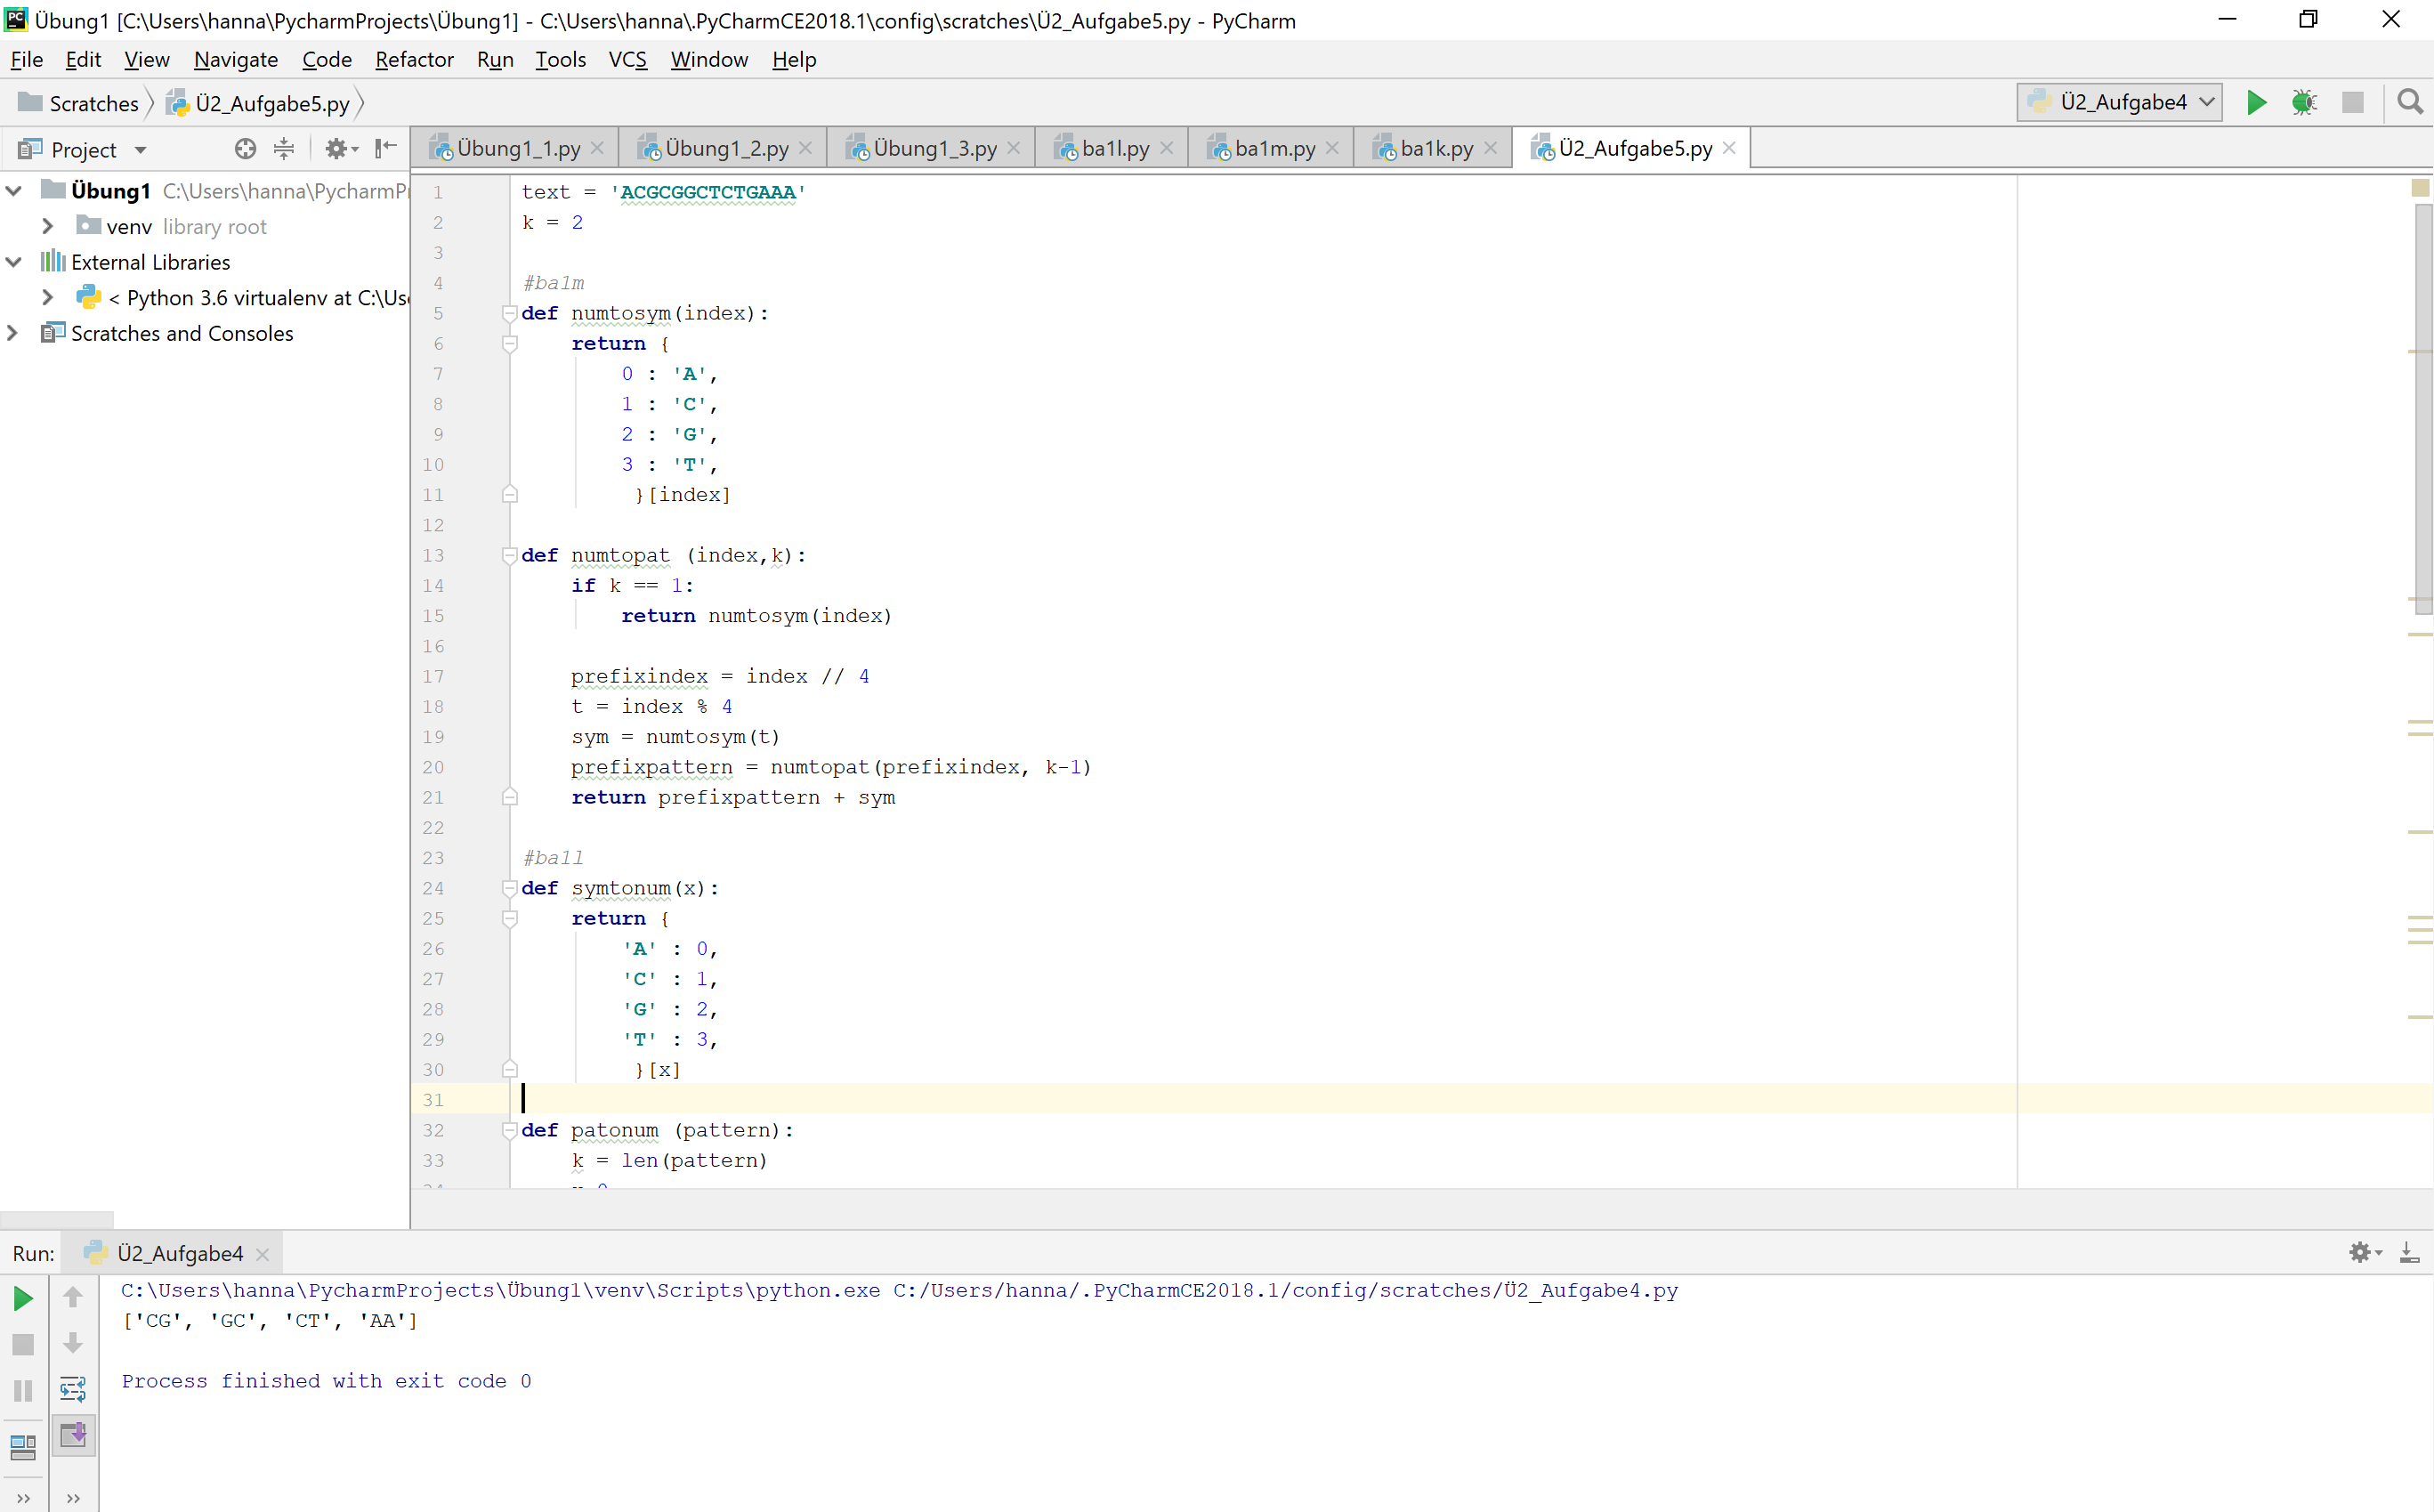 Übung1 [C:\Users\hanna\PycharmProjects\Übung1] - C:\Users\hanna\.PyCharmCE2018.1\config\scratches\Ü2_Aufgabe5.py - PyCharm
File Edit View Navigate Code Refactor Run Tools VCS Window Help
Scratches Ü2_Aufgabe5.py Ü2_Aufgabe4
Project Übung1_1.py Übung1_2.py Übung1_3.py ba1l.py ba1m.py ba1k.py Ü2_Aufgabe5.py
Übung1 C:\Users\hanna\PycharmPr
venv library root
External Libraries
< Python 3.6 virtualenv at C:\Use
Scratches and Consoles
1 text = 'ACGCGGCTCTGAAA'
2 k = 2
3
4 #ba1m
5 def numtosym(index):
6     return {
7         0 : 'A',
8         1 : 'C',
9         2 : 'G',
10         3 : 'T',
11          }[index]
12
13 def numtopat (index,k):
14     if k == 1:
15         return numtosym(index)
16
17     prefixindex = index // 4
18     t = index % 4
19     sym = numtosym(t)
20     prefixpattern = numtopat(prefixindex, k-1)
21     return prefixpattern + sym
22
23 #ba1l
24 def symtonum(x):
25     return {
26         'A' : 0,
27         'C' : 1,
28         'G' : 2,
29         'T' : 3,
30          }[x]
31
32 def patonum (pattern):
33     k = len(pattern)
Run: Ü2_Aufgabe4
C:\Users\hanna\PycharmProjects\Übung1\venv\Scripts\python.exe C:/Users/hanna/.PyCharmCE2018.1/config/scratches/Ü2_Aufgabe4.py
['CG', 'GC', 'CT', 'AA']
Process finished with exit code 0